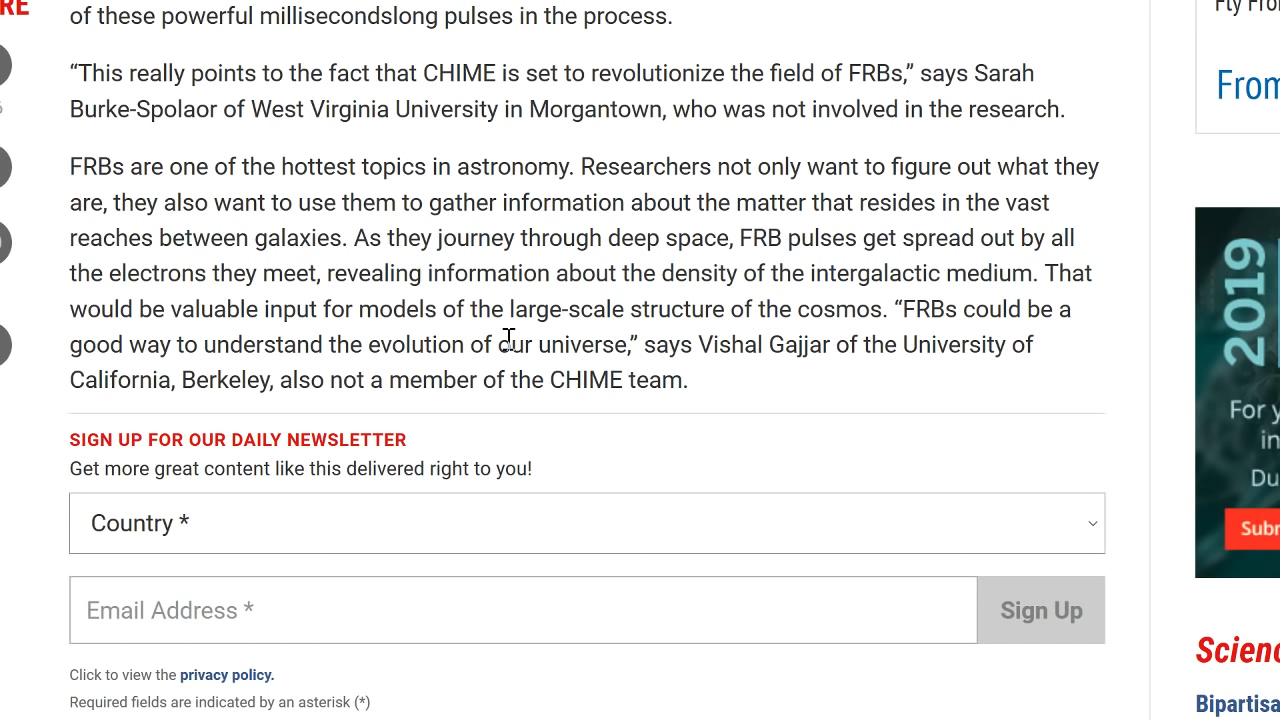 RE
of these powerful millisecondslong pulses in the process.
“This really points to the fact that CHIME is set to revolutionize the field of FRBs,” says Sarah
Burke-Spolaor of West Virginia University in Morgantown, who was not involved in the research.
FRBs are one of the hottest topics in astronomy. Researchers not only want to figure out what they
are, they also want to use them to gather information about the matter that resides in the vast
reaches between galaxies. As they journey through deep space, FRB pulses get spread out by all
the electrons they meet, revealing information about the density of the intergalactic medium. That
would be valuable input for models of the large-scale structure of the cosmos. “FRBs could be a
good way to understand the evolution of our universe,” says Vishal Gajjar of the University of
California, Berkeley, also not a member of the CHIME team.
SIGN UP FOR OUR DAILY NEWSLETTER
Get more great content like this delivered right to you!
Country *
Email Address *
Sign Up
Click to view the privacy policy.
Required fields are indicated by an asterisk (*)
Fly Fro
From
2019
For y
in
Du
Subm
Scienc
Bipartisa